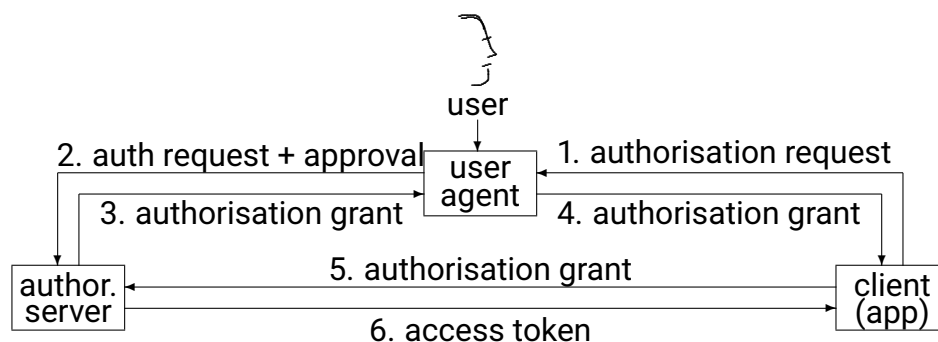 user
2. auth request + approval
user
agent
1. authorisation request
3. authorisation grant
4. authorisation grant
author.
server
5. authorisation grant
6. access token
client
(app)